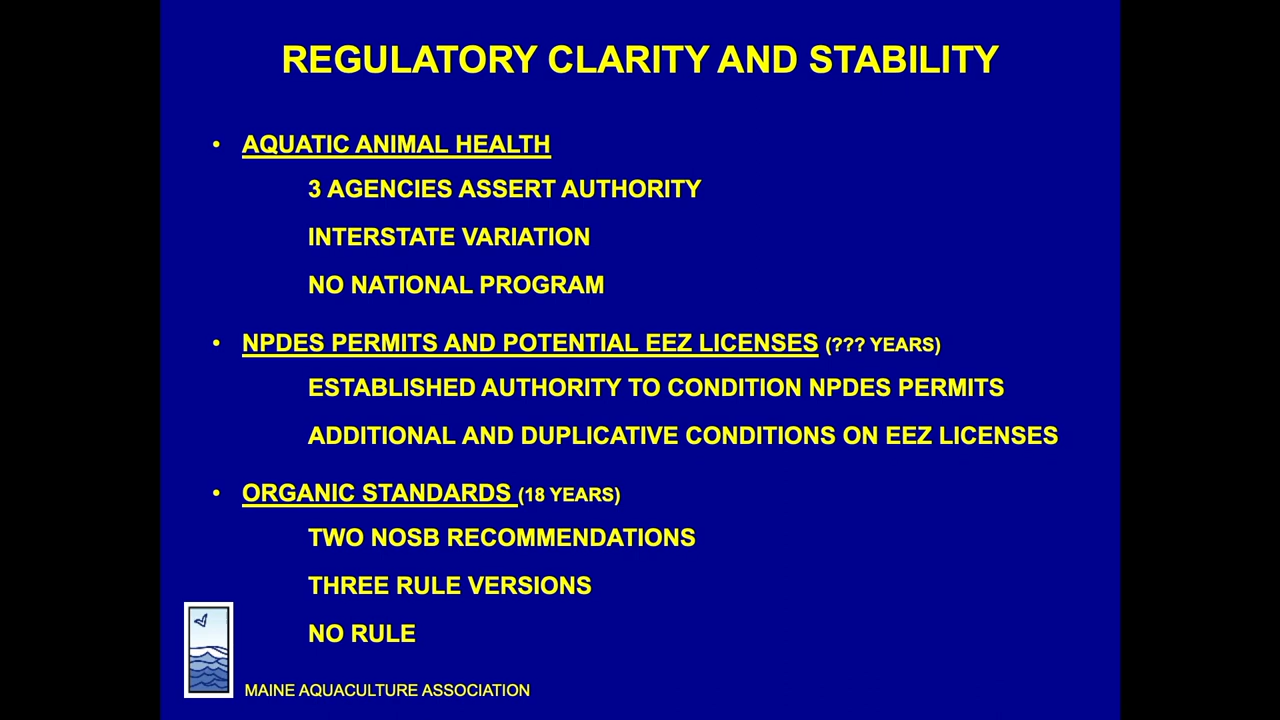 REGULATORY CLARITY AND STABILITY
• AQUATIC ANIMAL HEALTH
3 AGENCIES ASSERT AUTHORITY
INTERSTATE VARIATION
NO NATIONAL PROGRAM
• NPDES PERMITS AND POTENTIAL EEZ LICENSES (??? YEARS)
ESTABLISHED AUTHORITY TO CONDITION NPDES PERMITS
ADDITIONAL AND DUPLICATIVE CONDITIONS ON EEZ LICENSES
• ORGANIC STANDARDS (18 YEARS)
TWO NOSB RECOMMENDATIONS
THREE RULE VERSIONS
NO RULE
MAINE AQUACULTURE ASSOCIATION